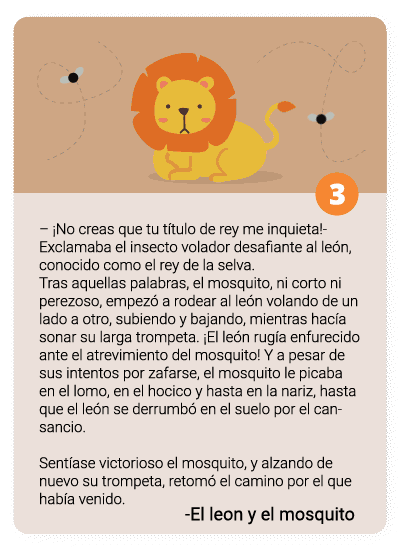 3
– ¡No creas que tu título de rey me inquieta!-
Exclamaba el insecto volador desafiante al león,
conocido como el rey de la selva.
Tras aquellas palabras, el mosquito, ni corto ni
perezoso, empezó a rodear al león volando de un
lado a otro, subiendo y bajando, mientras hacía
sonar su larga trompeta. ¡El león rugía enfurecido
ante el atrevimiento del mosquito! Y a pesar de
sus intentos por zafarse, el mosquito le picaba
en el lomo, en el hocico y hasta en la nariz, hasta
que el león se derrumbó en el suelo por el can-
sancio.
Sentíase victorioso el mosquito, y alzando de
nuevo su trompeta, retomó el camino por el que
había venido.
-El leon y el mosquito